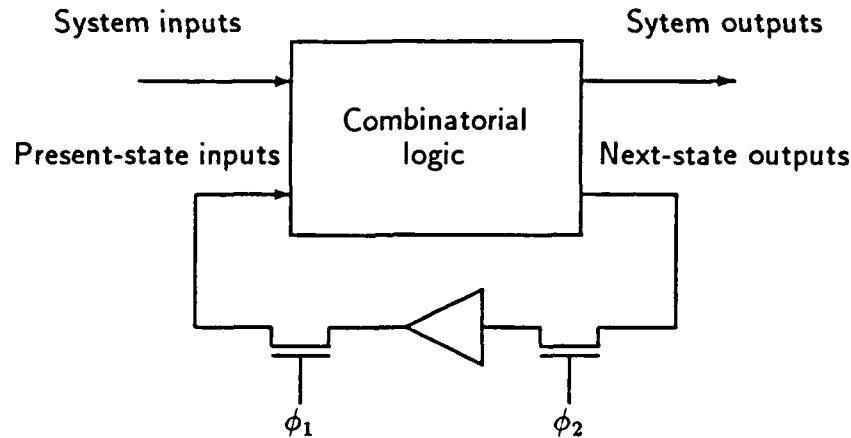 System inputs
Sytem outputs
Combinatorial
logic
Present-state inputs
Next-state outputs
ϕ₁
ϕ₂